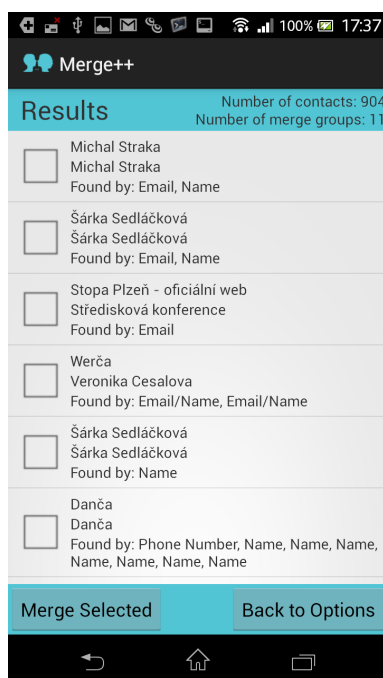 100% 17:37
Merge++
Results
Number of contacts: 904
Number of merge groups: 11
Michal Straka
Michal Straka
Found by: Email, Name
Šárka Sedláčková
Šárka Sedláčková
Found by: Email, Name
Stopa Plzeň - oficiální web
Středisková konference
Found by: Email
Werča
Veronika Cesalova
Found by: Email/Name, Email/Name
Šárka Sedláčková
Šárka Sedláčková
Found by: Name
Danča
Danča
Found by: Phone Number, Name, Name, Name,
Name, Name, Name, Name
Merge Selected
Back to Options